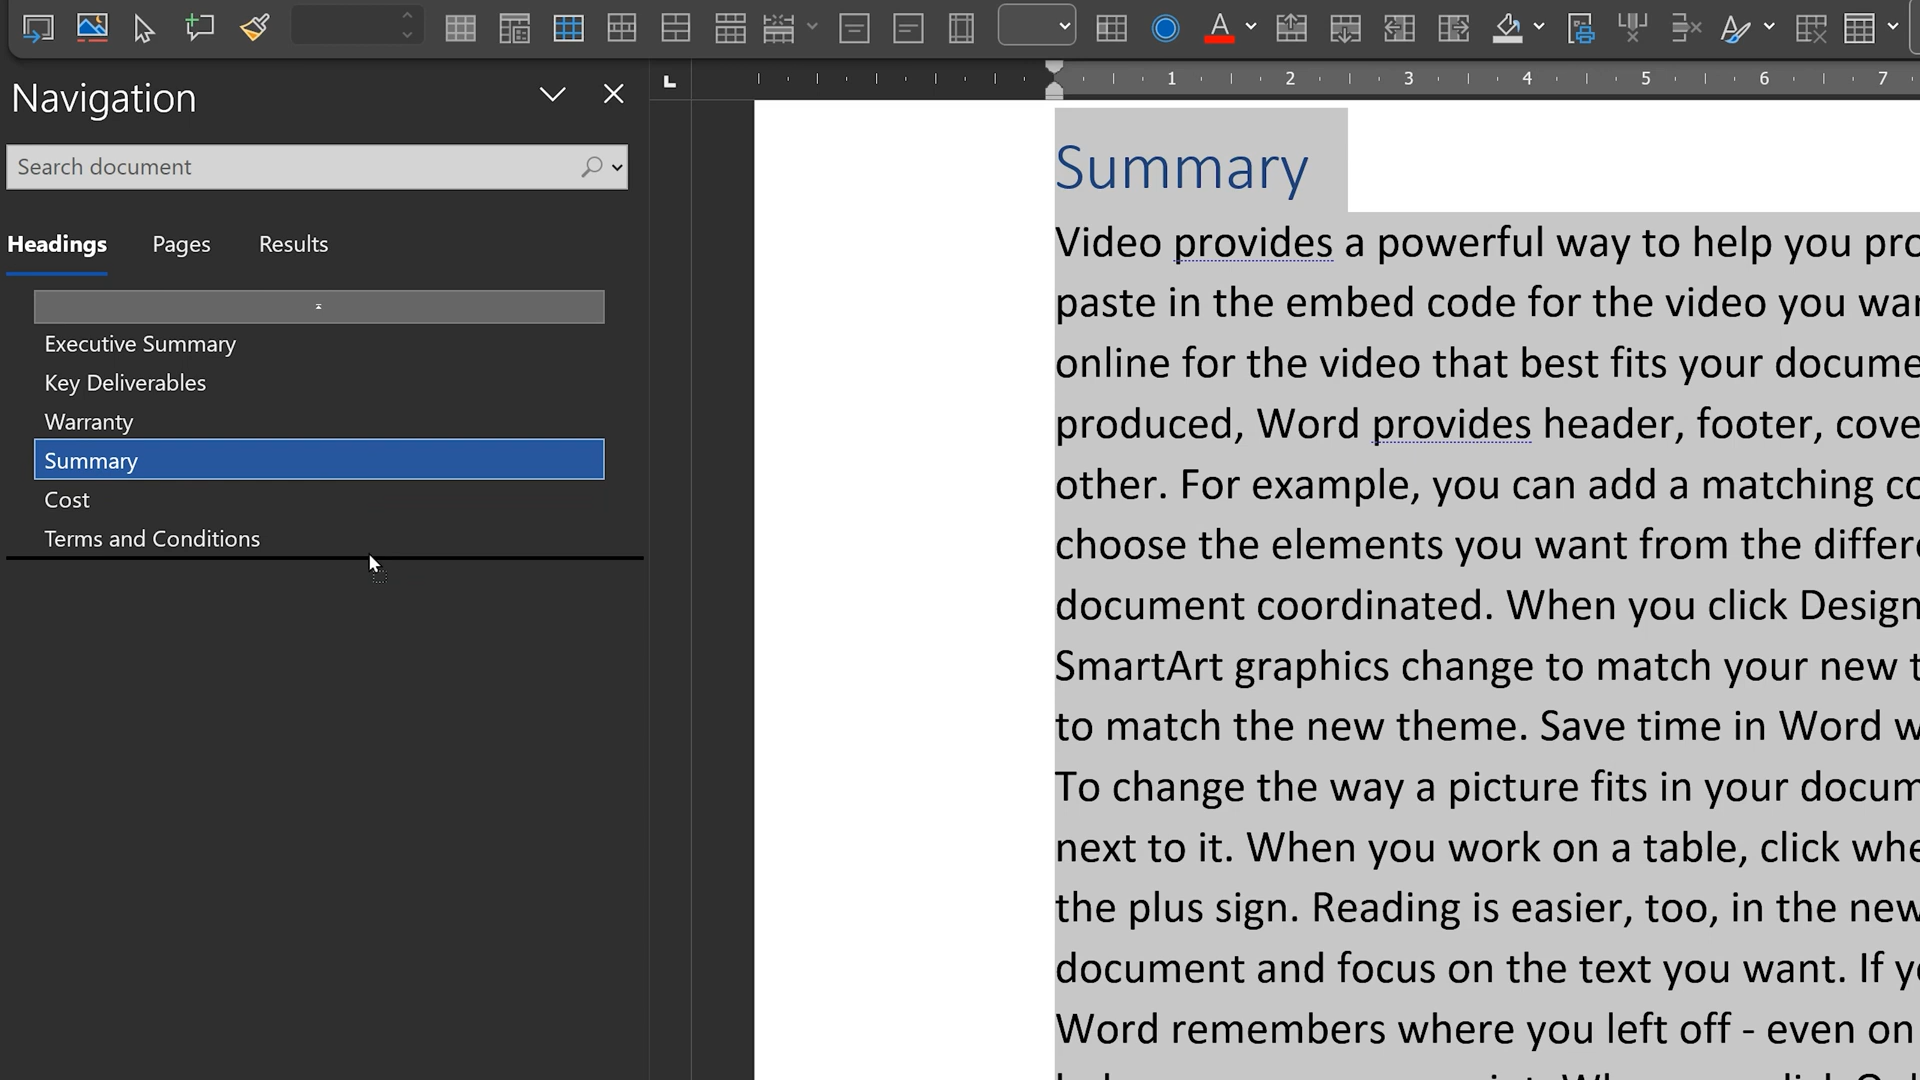 Navigation
Search document
Headings Pages Results
Executive Summary
Key Deliverables
Warranty
Summary
Cost
Terms and Conditions
L
1 2 3 4 5 6 7
A
Summary
Video provides a powerful way to help you pro
paste in the embed code for the video you wan
online for the video that best fits your docume
produced, Word provides header, footer, cove
other. For example, you can add a matching co
choose the elements you want from the differe
document coordinated. When you click Design
SmartArt graphics change to match your new t
to match the new theme. Save time in Word w
To change the way a picture fits in your docum
next to it. When you work on a table, click whe
the plus sign. Reading is easier, too, in the new
document and focus on the text you want. If yo
Word remembers where you left off - even on